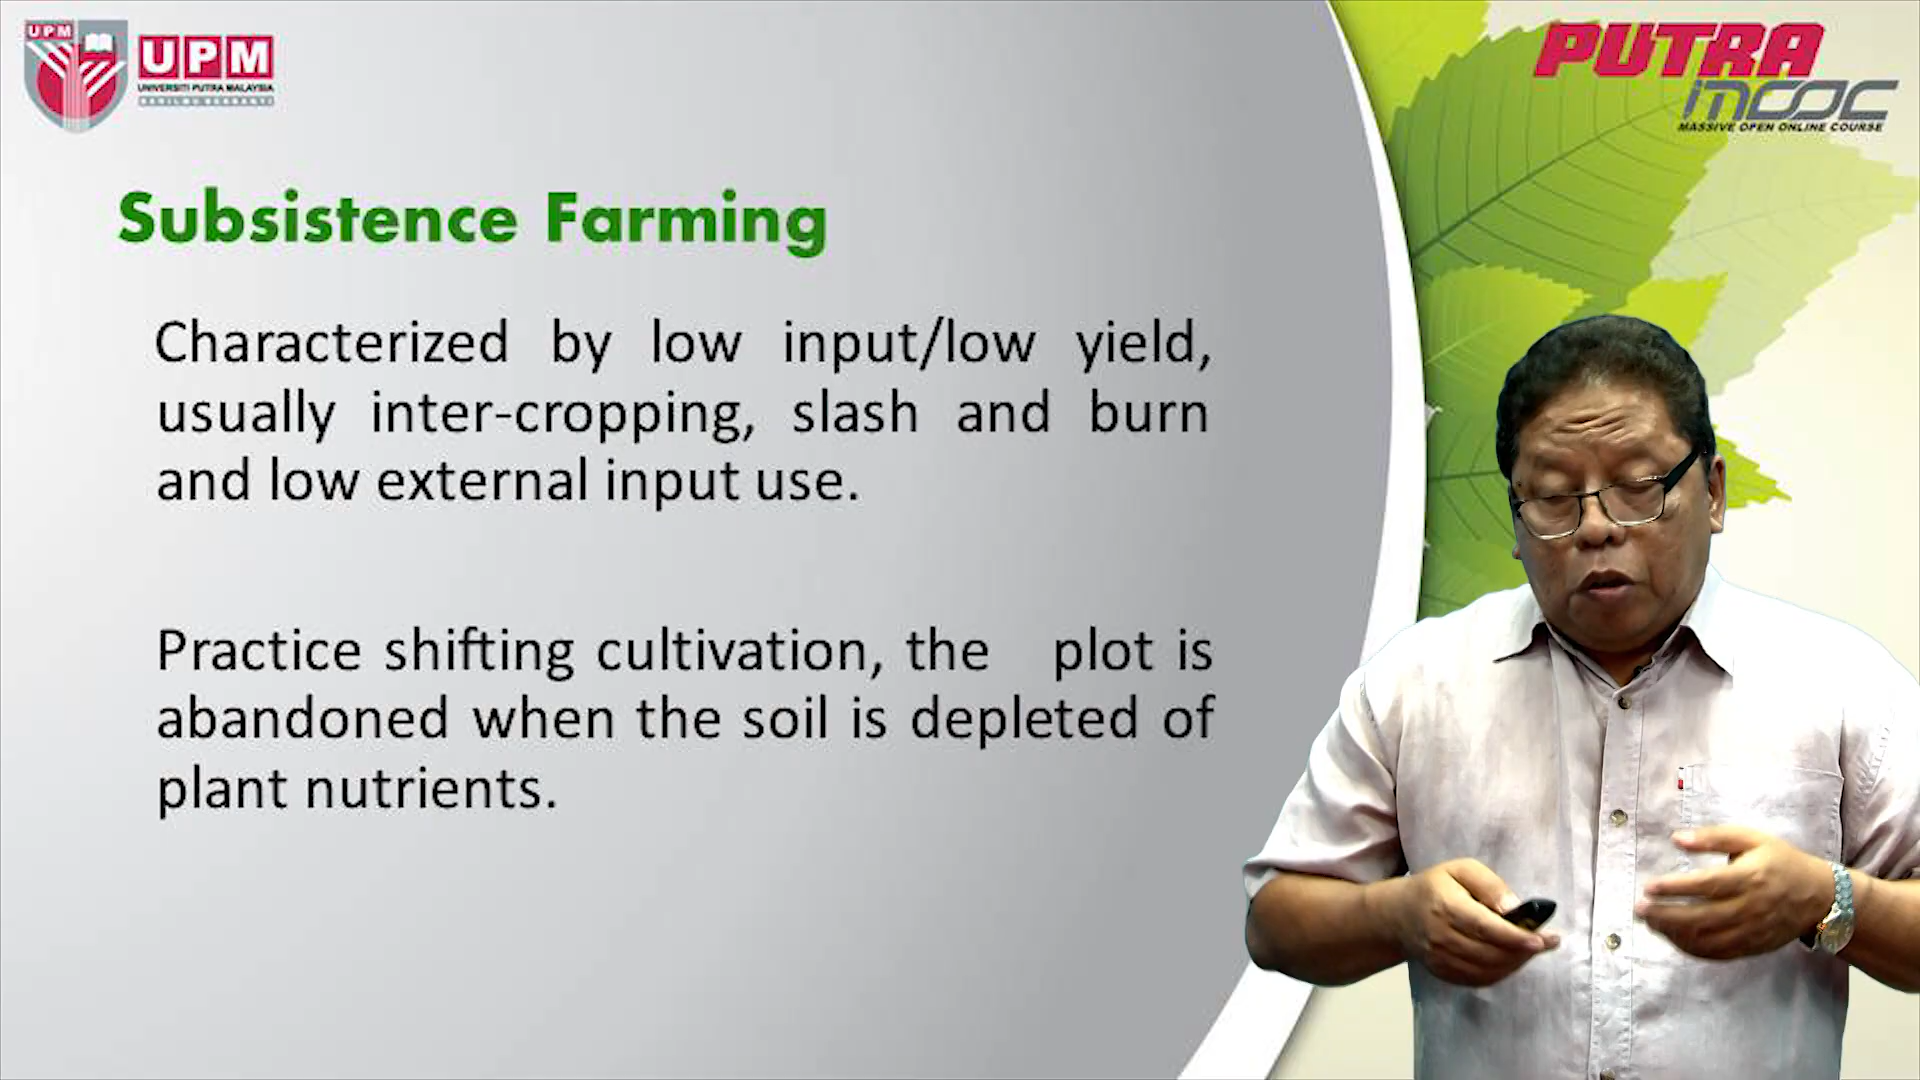 UPM
UPM
UNIVERSITI PUTRA MALAYSIA
BERILMU BERBAKTI
PUTRA
mooc
MASSIVE OPEN ONLINE COURSE
Subsistence Farming
Characterized by low input/low yield,
usually inter-cropping, slash and burn
and low external input use.
Practice shifting cultivation, the plot is
abandoned when the soil is depleted of
plant nutrients.